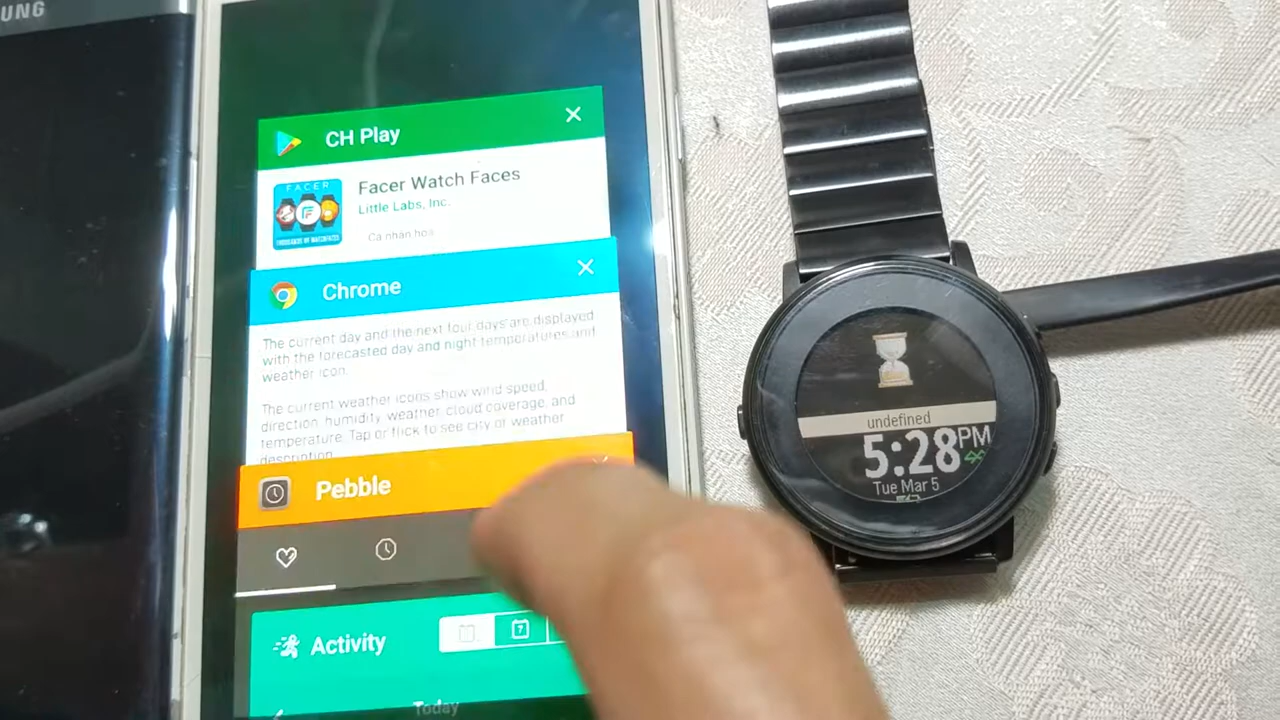 UNG
CH Play
FACER
Facer Watch Faces
Little Labs, Inc.
Cá nhân hóa
Chrome
The current day and the next four days are displayed
with the forecasted day and night temperatures and
weather icon.
The current weather icons show wind speed,
direction, humidity, weather, cloud coverage, and
temperature. Tap or flick to see city or weather
description.
Pebble
Activity
7
Today
undefined
5:28PM
Tue Mar 5